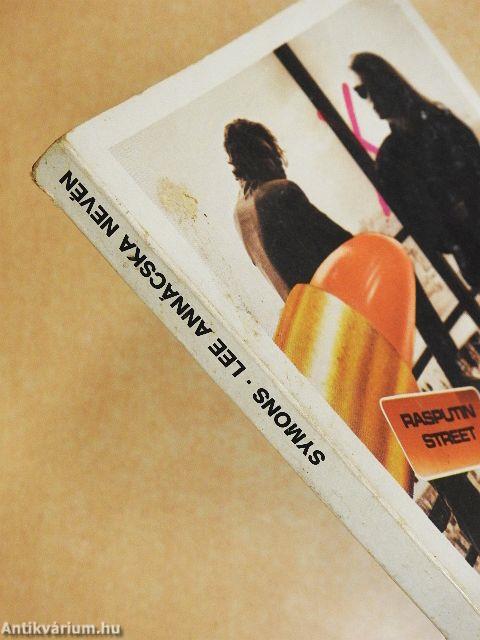 SYMONS · LEE ANNÁCSKA NEVÉN
RASPUTIN
STREET
Antikvárium.hu